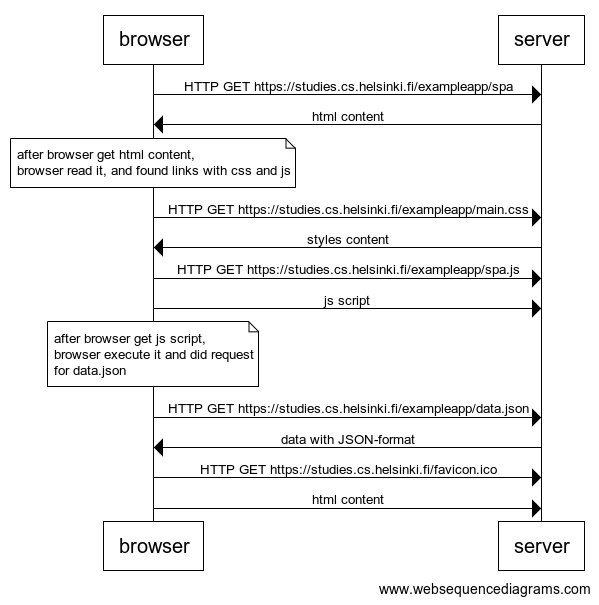 browser
server
HTTP GET https://studies.cs.helsinki.fi/exampleapp/spa
html content
after browser get html content,
browser read it, and found links with css and js
HTTP GET https://studies.cs.helsinki.fi/exampleapp/main.css
styles content
HTTP GET https://studies.cs.helsinki.fi/exampleapp/spa.js
js script
after browser get js script,
browser execute it and did request
for data.json
HTTP GET https://studies.cs.helsinki.fi/exampleapp/data.json
data with JSON-format
HTTP GET https://studies.cs.helsinki.fi/favicon.ico
html content
browser
server
www.websequencediagrams.com